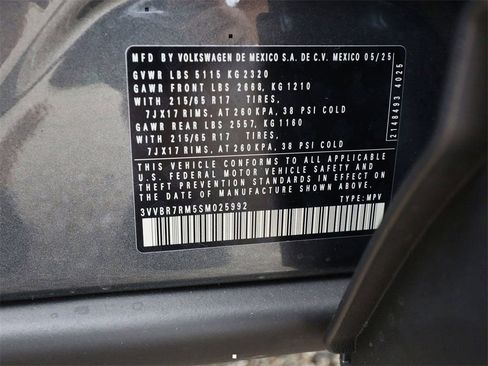 MFD BY VOLKSWAGEN DE MEXICO S.A. DE C.V. MEXICO 05/25
GVWR LBS 5115 KG 2320
GAWR FRONT LBS 2668, KG 1210
WITH 215/65 R17 TIRES,
7JX17 RIMS, AT 260 KPA, 38 PSI COLD
GAWR REAR LBS 2557, KG 1160
WITH 215/65 R17 TIRES,
7JX17 RIMS, AT 260 KPA, 38 PSI COLD
THIS VEHICLE CONFORMS TO ALL APPLICABLE
U.S. FEDERAL MOTOR VEHICLE SAFETY AND
THEFT PREVENTION STANDARDS IN EFFECT ON
THE DATE OF MANUFACTURE SHOWN ABOVE
3VVBR7RM5SM025992
TYPE: MPV
2148493 4025